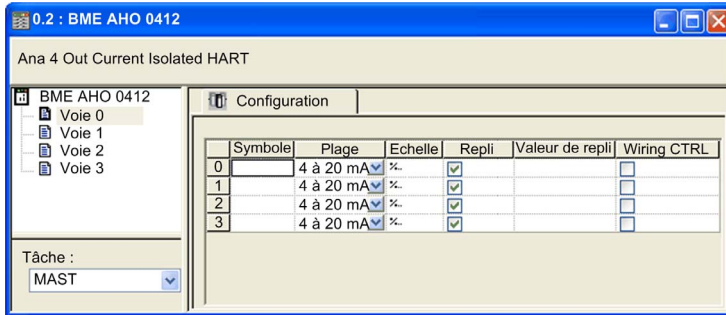 0.2 : BME AHO 0412
Ana 4 Out Current Isolated HART
BME AHO 0412
Voie 0
Voie 1
Voie 2
Voie 3
Tâche :
MAST
Configuration
Symbole Plage Echelle Repli Valeur de repli Wiring CTRL
0 4 à 20 mA %..
1 4 à 20 mA %..
2 4 à 20 mA %..
3 4 à 20 mA %..